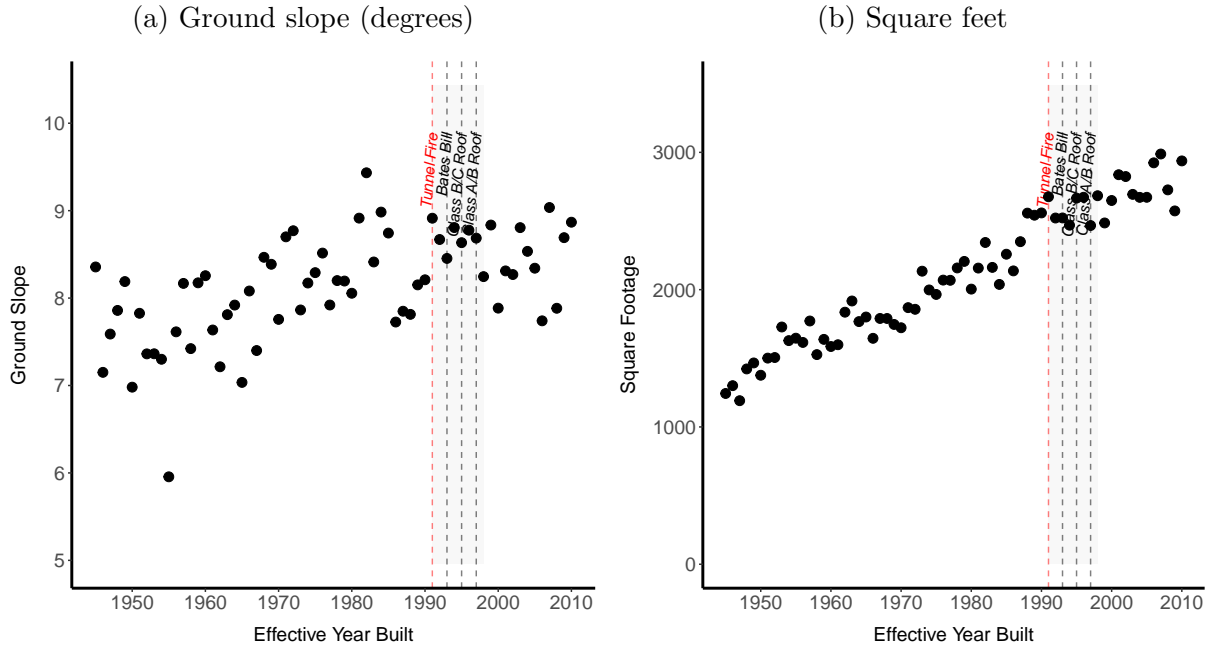 (a) Ground slope (degrees)
Ground Slope
10
9
8
7
6
5
Tunnel Fire
Bates Bill
Class B/C Roof
Class A/B Roof
1950 1960 1970 1980 1990 2000 2010
Effective Year Built
(b) Square feet
Square Footage
3000
2000
1000
0
Tunnel Fire
Bates Bill
Class B/C Roof
Class A/B Roof
1950 1960 1970 1980 1990 2000 2010
Effective Year Built